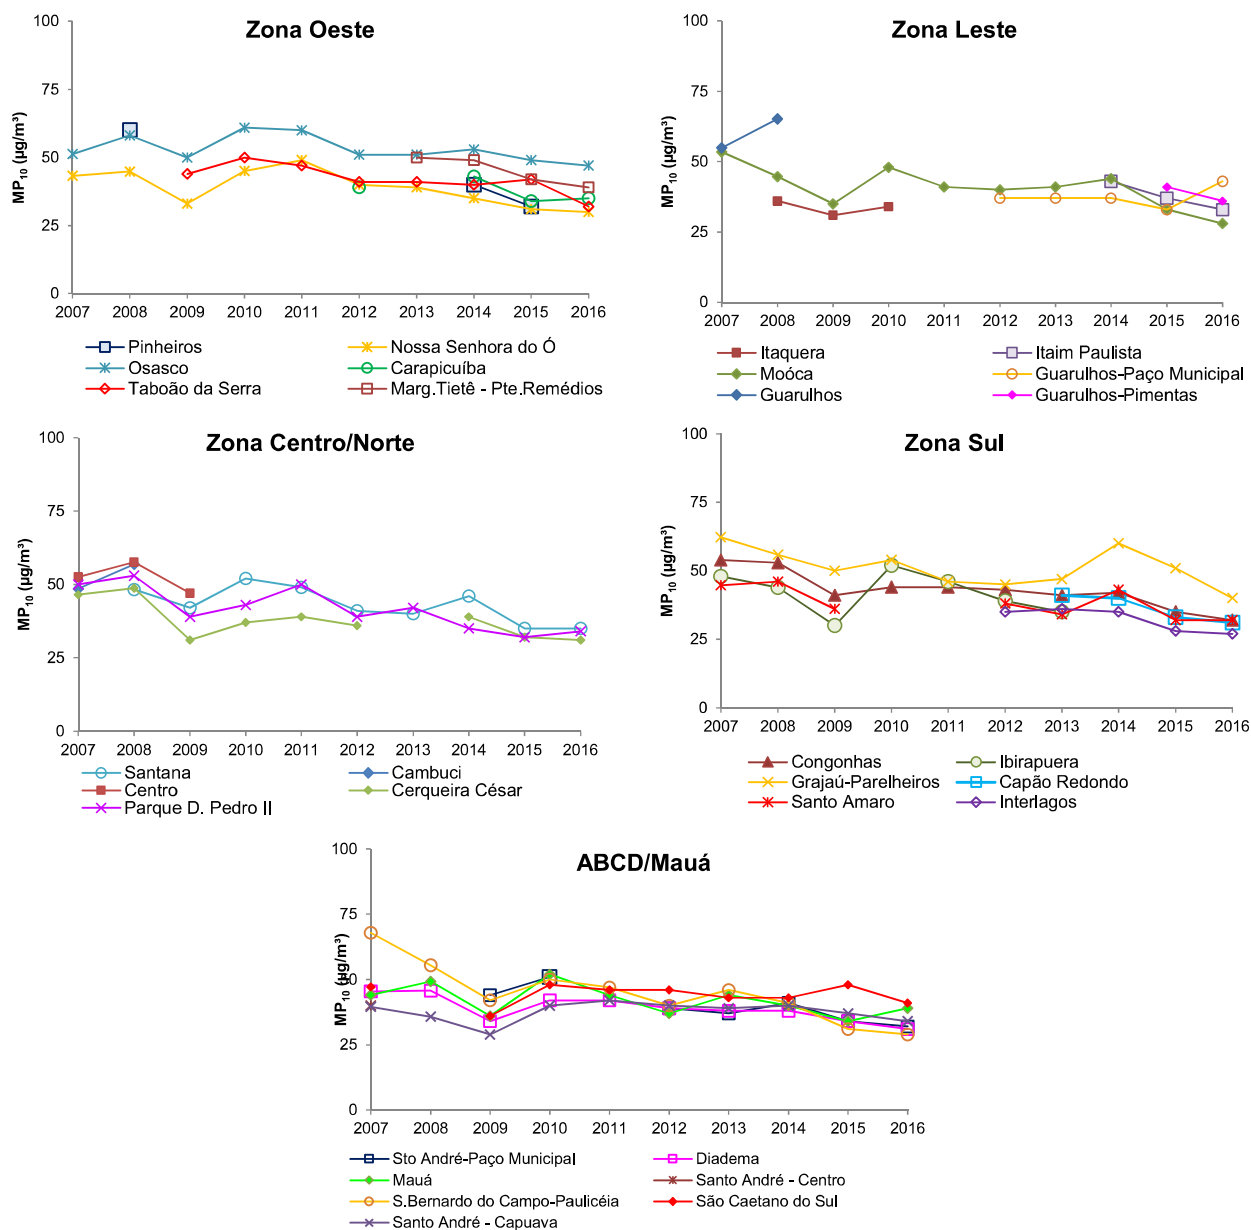 Zona Oeste
MP₁₀ (µg/m³)
100
75
50
25
0
2007 2008 2009 2010 2011 2012 2013 2014 2015 2016
Pinheiros Nossa Senhora do Ó
Osasco Carapicuíba
Taboão da Serra Marg.Tietê - Pte.Remédios
Zona Leste
MP₁₀ (µg/m³)
100
75
50
25
0
2007 2008 2009 2010 2011 2012 2013 2014 2015 2016
Itaquera Itaim Paulista
Moóca Guarulhos-Paço Municipal
Guarulhos Guarulhos-Pimentas
Zona Centro/Norte
MP₁₀ (µg/m³)
100
75
50
25
0
2007 2008 2009 2010 2011 2012 2013 2014 2015 2016
Santana Cambuci
Centro Cerqueira César
Parque D. Pedro II
Zona Sul
MP₁₀ (µg/m³)
100
75
50
25
0
2007 2008 2009 2010 2011 2012 2013 2014 2015 2016
Congonhas Ibirapuera
Grajaú-Parelheiros Capão Redondo
Santo Amaro Interlagos
ABCD/Mauá
MP₁₀ (µg/m³)
100
75
50
25
0
2007 2008 2009 2010 2011 2012 2013 2014 2015 2016
Sto André-Paço Municipal Diadema
Mauá Santo André - Centro
S.Bernardo do Campo-Paulicéia São Caetano do Sul
Santo André - Capuava